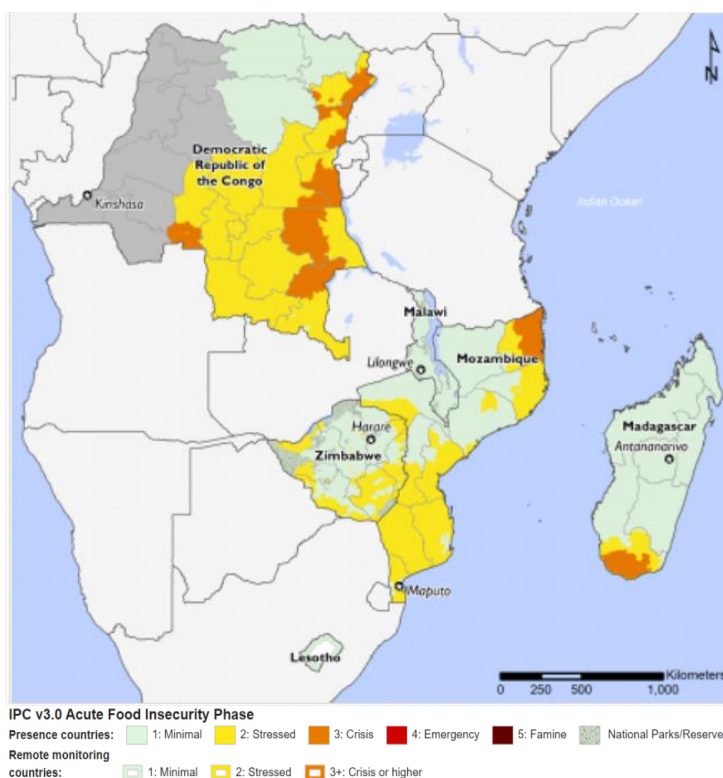 N
Democratic
Republic of
the Congo
Kinshasa
Indian Ocean
Malawi
Lilongwe
Mozambique
Harare
Zimbabwe
Madagascar
Antananarivo
Maputo
Lesotho
Kilometers
0 250 500 1,000
IPC v3.0 Acute Food Insecurity Phase
Presence countries: 1: Minimal 2: Stressed 3: Crisis 4: Emergency 5: Famine National Parks/Reserve
Remote monitoring
countries: 1: Minimal 2: Stressed 3+: Crisis or higher